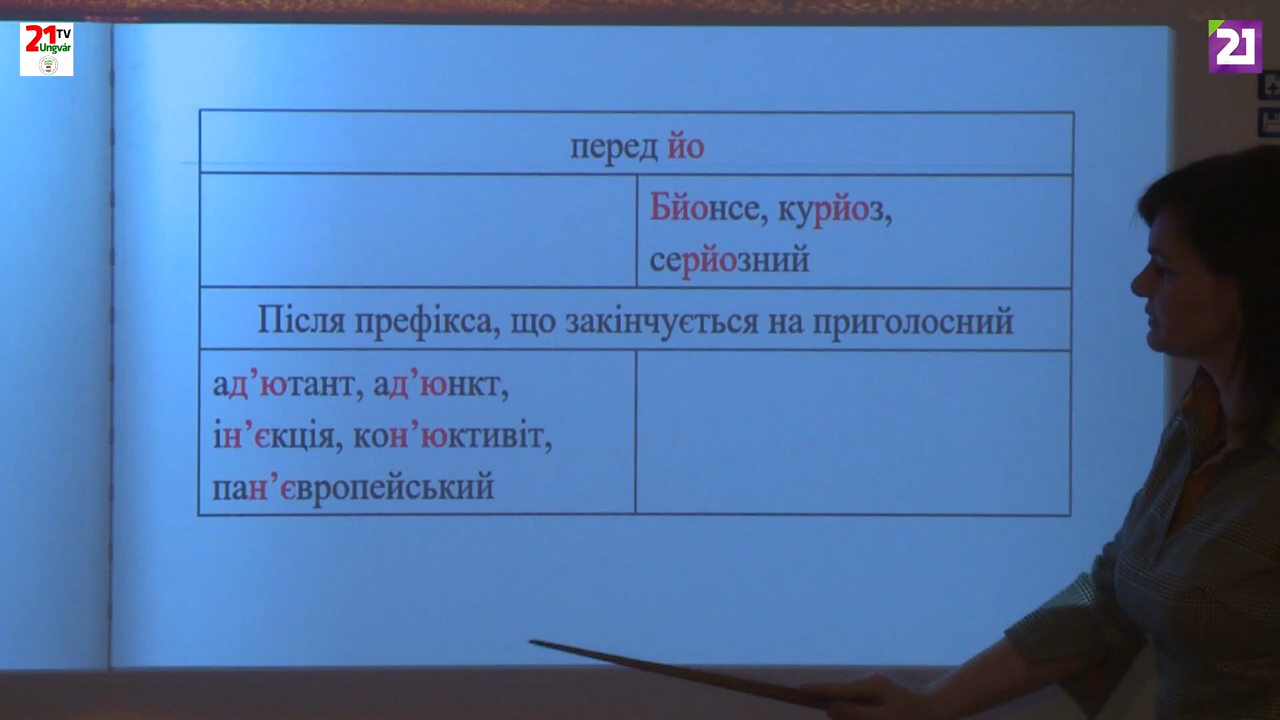 21 TV
Ungvár
21
перед йо
Бйонсе, курйоз,
серйозний
Після префікса, що закінчується на приголосний
ад’ютант, ад’юнкт,
ін’єкція, кон’юктивіт,
пан’європейський